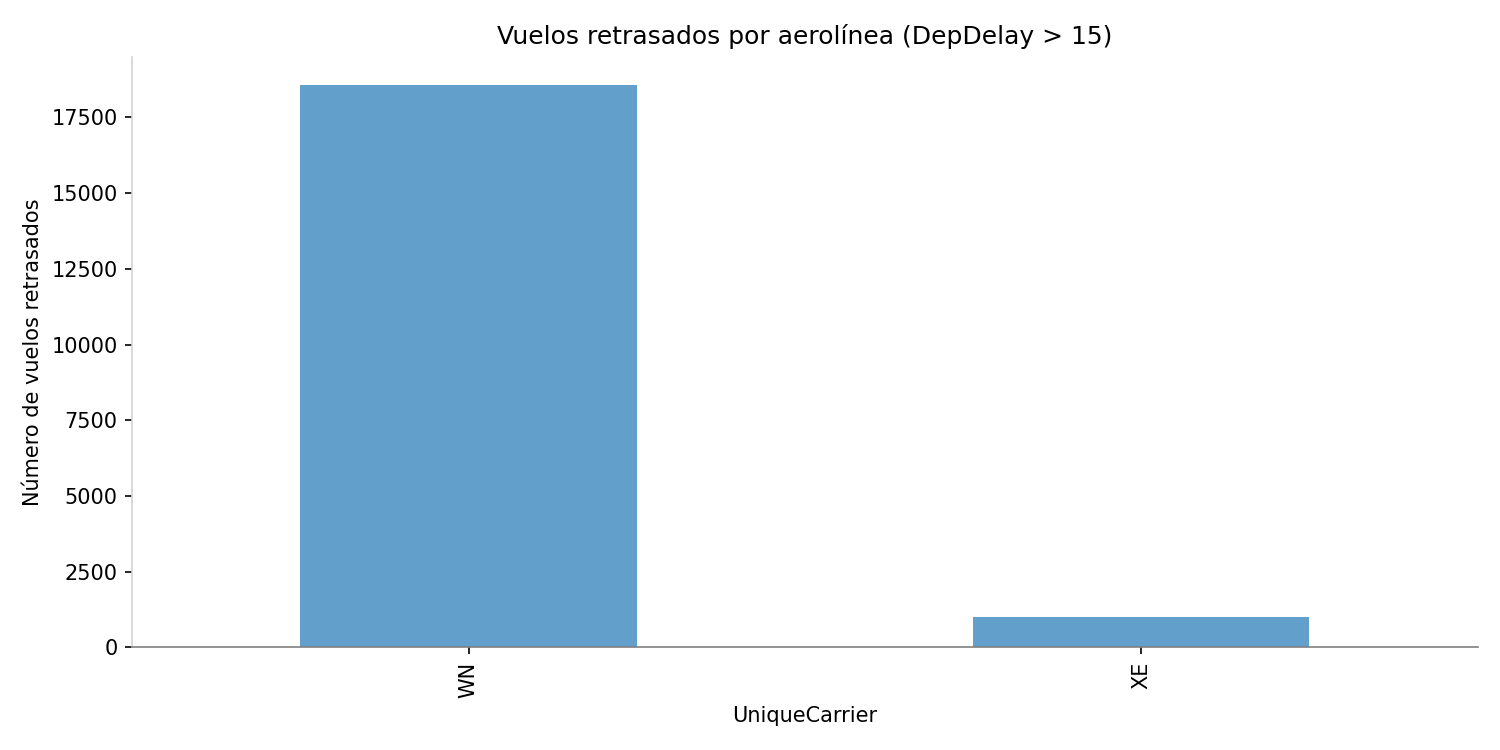 Vuelos retrasados por aerolínea (DepDelay > 15)
Número de vuelos retrasados
17500
15000
12500
10000
7500
5000
2500
0
WN
XE
UniqueCarrier